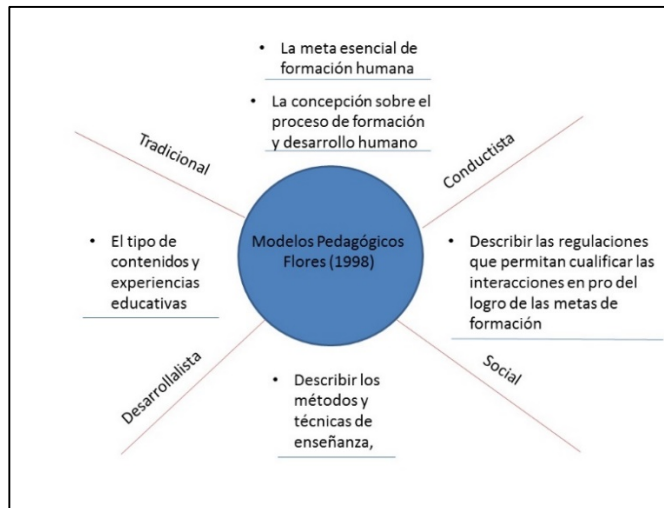 • La meta esencial de
formación humana
• La concepción sobre el
proceso de formación
y desarrollo humano
Tradicional
Conductista
Modelos Pedagógicos
Flores (1998)
• El tipo de
contenidos y
experiencias
educativas
• Describir las regulaciones
que permitan cualificar las
interacciones en pro del
logro de las metas de
formación
Desarrollalista
Social
• Describir los
métodos y
técnicas de
enseñanza,